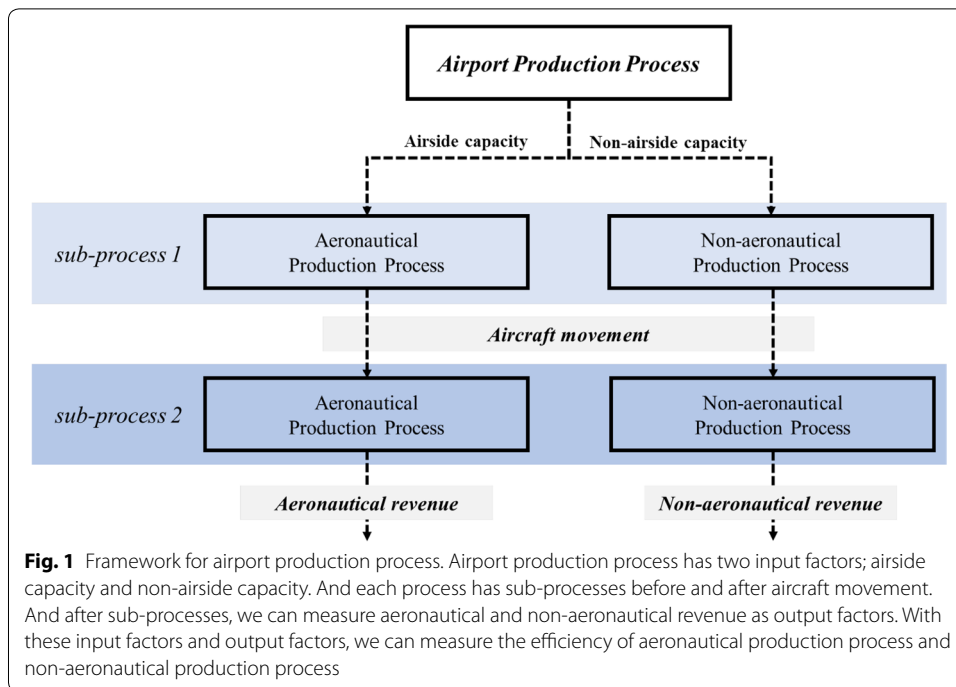 Airport Production Process
Airside capacity Non-airside capacity
sub-process 1
Aeronautical
Production Process
Non-aeronautical
Production Process
Aircraft movement
sub-process 2
Aeronautical
Production Process
Non-aeronautical
Production Process
Aeronautical revenue Non-aeronautical revenue
Fig. 1 Framework for airport production process. Airport production process has two input factors; airside
capacity and non-airside capacity. And each process has sub-processes before and after aircraft movement.
And after sub-processes, we can measure aeronautical and non-aeronautical revenue as output factors. With
these input factors and output factors, we can measure the efficiency of aeronautical production process and
non-aeronautical production process